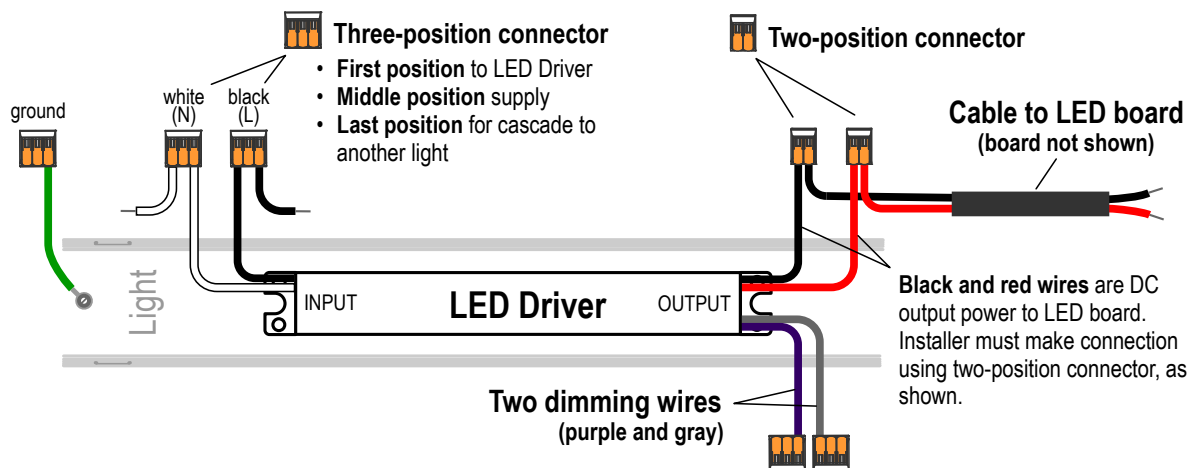 Three-position connector
• First position to LED Driver
• Middle position supply
• Last position for cascade to
another light
Two-position connector
ground
white
(N)
black
(L)
Cable to LED board
(board not shown)
Light
INPUT
LED Driver
OUTPUT
Black and red wires are DC
output power to LED board.
Installer must make connection
using two-position connector, as
shown.
Two dimming wires
(purple and gray)